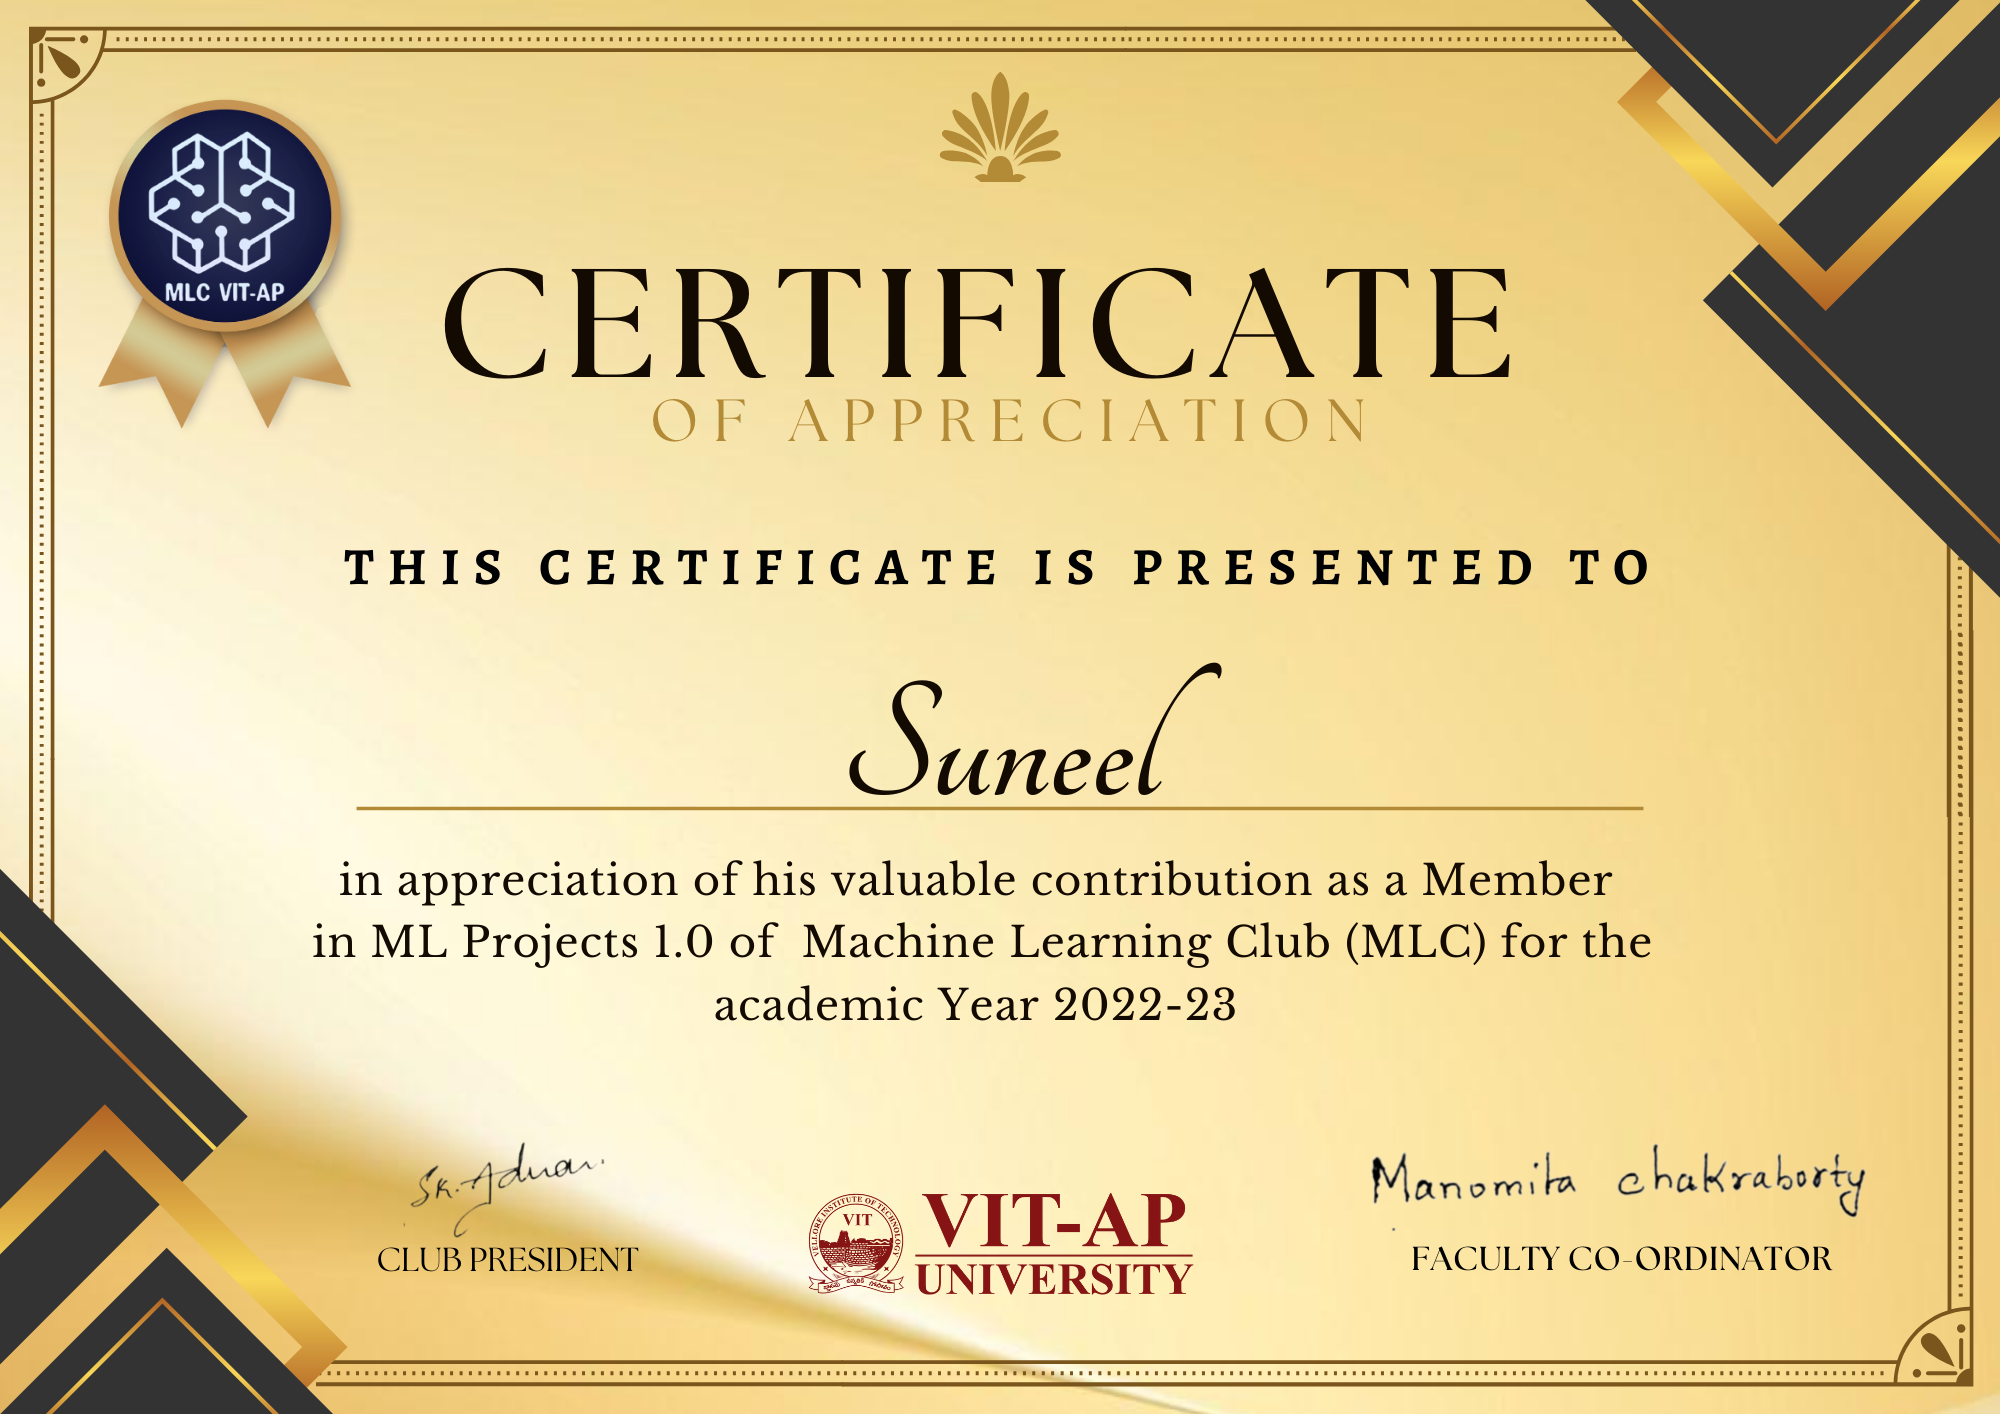 MLC VIT-AP
CERTIFICATE
OF APPRECIATION
THIS CERTIFICATE IS PRESENTED TO
Suneel
in appreciation of his valuable contribution as a Member
in ML Projects 1.0 of Machine Learning Club (MLC) for the
academic Year 2022-23
Sk. Adnan.
CLUB PRESIDENT
VELLORE INSTITUTE OF TECHNOLOGY
VIT
VIT-AP
UNIVERSITY
Manomita chakraborty
FACULTY CO-ORDINATOR